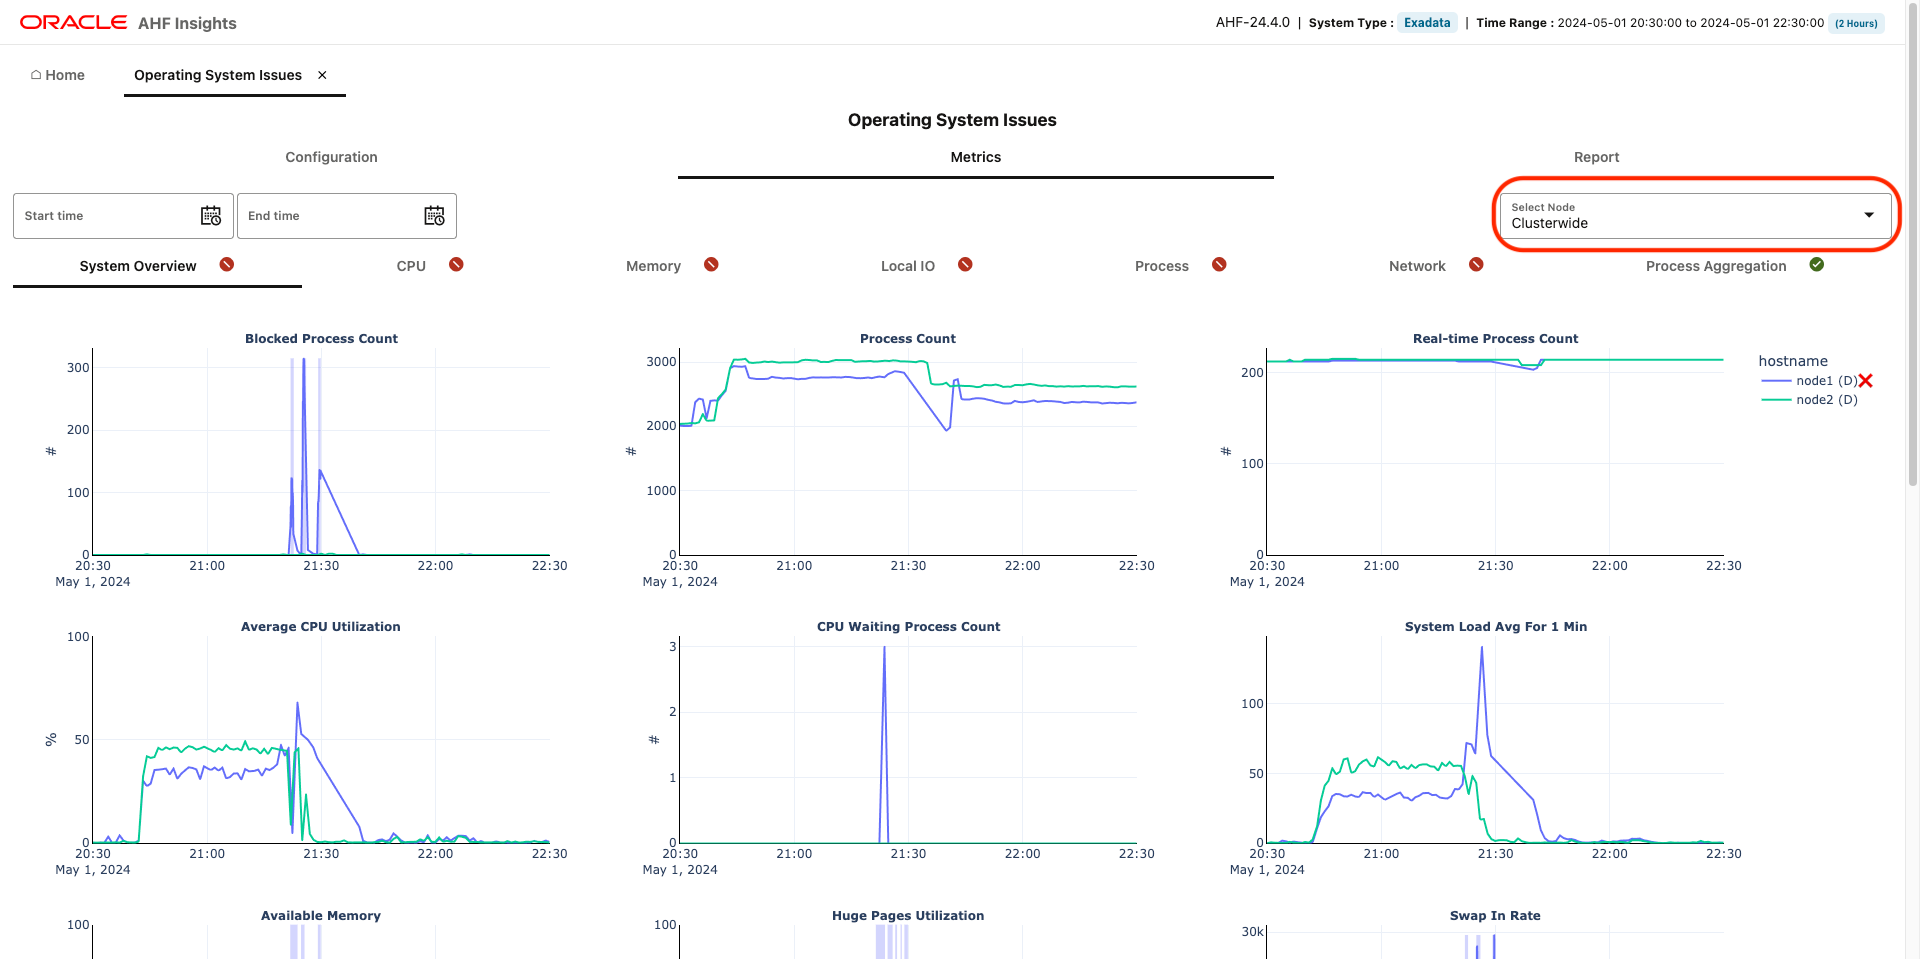 ORACLE AHF Insights
AHF-24.4.0 | System Type : Exadata | Time Range : 2024-05-01 20:30:00 to 2024-05-01 22:30:00 (2 Hours)
Home Operating System Issues ×
Operating System Issues
Configuration Metrics Report
Start time End time
Select Node
Clusterwide
System Overview CPU Memory Local IO Process Network Process Aggregation
Blocked Process Count
300
200
100
0
#
20:30 21:00 21:30 22:00 22:30
May 1, 2024
Process Count
3000
2000
1000
0
#
20:30 21:00 21:30 22:00 22:30
May 1, 2024
Real-time Process Count
200
100
0
#
20:30 21:00 21:30 22:00 22:30
May 1, 2024
hostname
node1 (D)
node2 (D)
Average CPU Utilization
100
50
0
%
20:30 21:00 21:30 22:00 22:30
May 1, 2024
CPU Waiting Process Count
3
2
1
0
#
20:30 21:00 21:30 22:00 22:30
May 1, 2024
System Load Avg For 1 Min
100
50
0
20:30 21:00 21:30 22:00 22:30
May 1, 2024
Available Memory
100
Huge Pages Utilization
100
Swap In Rate
30k